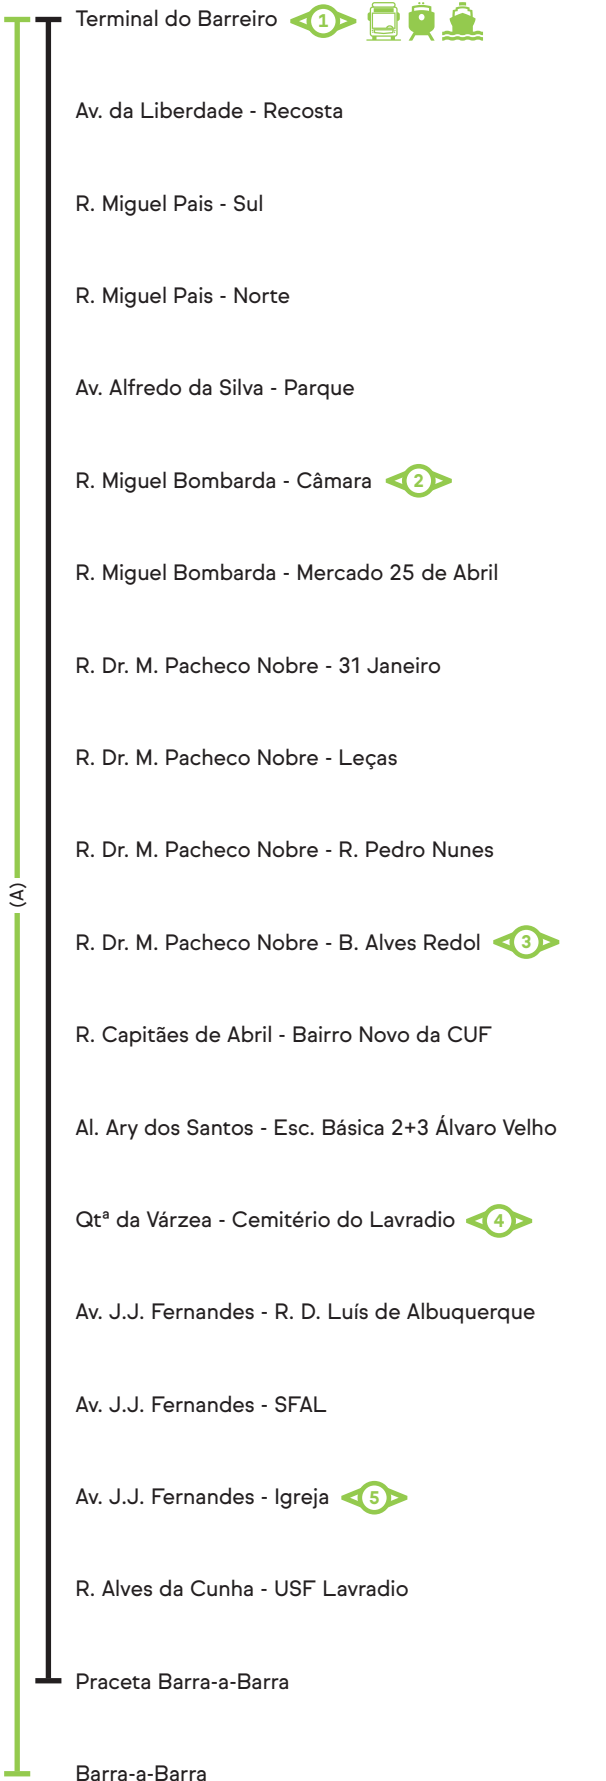 Terminal do Barreiro 1
Av. da Liberdade - Recosta
R. Miguel Pais - Sul
R. Miguel Pais - Norte
Av. Alfredo da Silva - Parque
R. Miguel Bombarda - Câmara 2
R. Miguel Bombarda - Mercado 25 de Abril
R. Dr. M. Pacheco Nobre - 31 Janeiro
R. Dr. M. Pacheco Nobre - Leças
R. Dr. M. Pacheco Nobre - R. Pedro Nunes
(A)
R. Dr. M. Pacheco Nobre - B. Alves Redol 3
R. Capitães de Abril - Bairro Novo da CUF
Al. Ary dos Santos - Esc. Básica 2+3 Álvaro Velho
Qtª da Várzea - Cemitério do Lavradio 4
Av. J.J. Fernandes - R. D. Luís de Albuquerque
Av. J.J. Fernandes - SFAL
Av. J.J. Fernandes - Igreja 5
R. Alves da Cunha - USF Lavradio
Praceta Barra-a-Barra
Barra-a-Barra